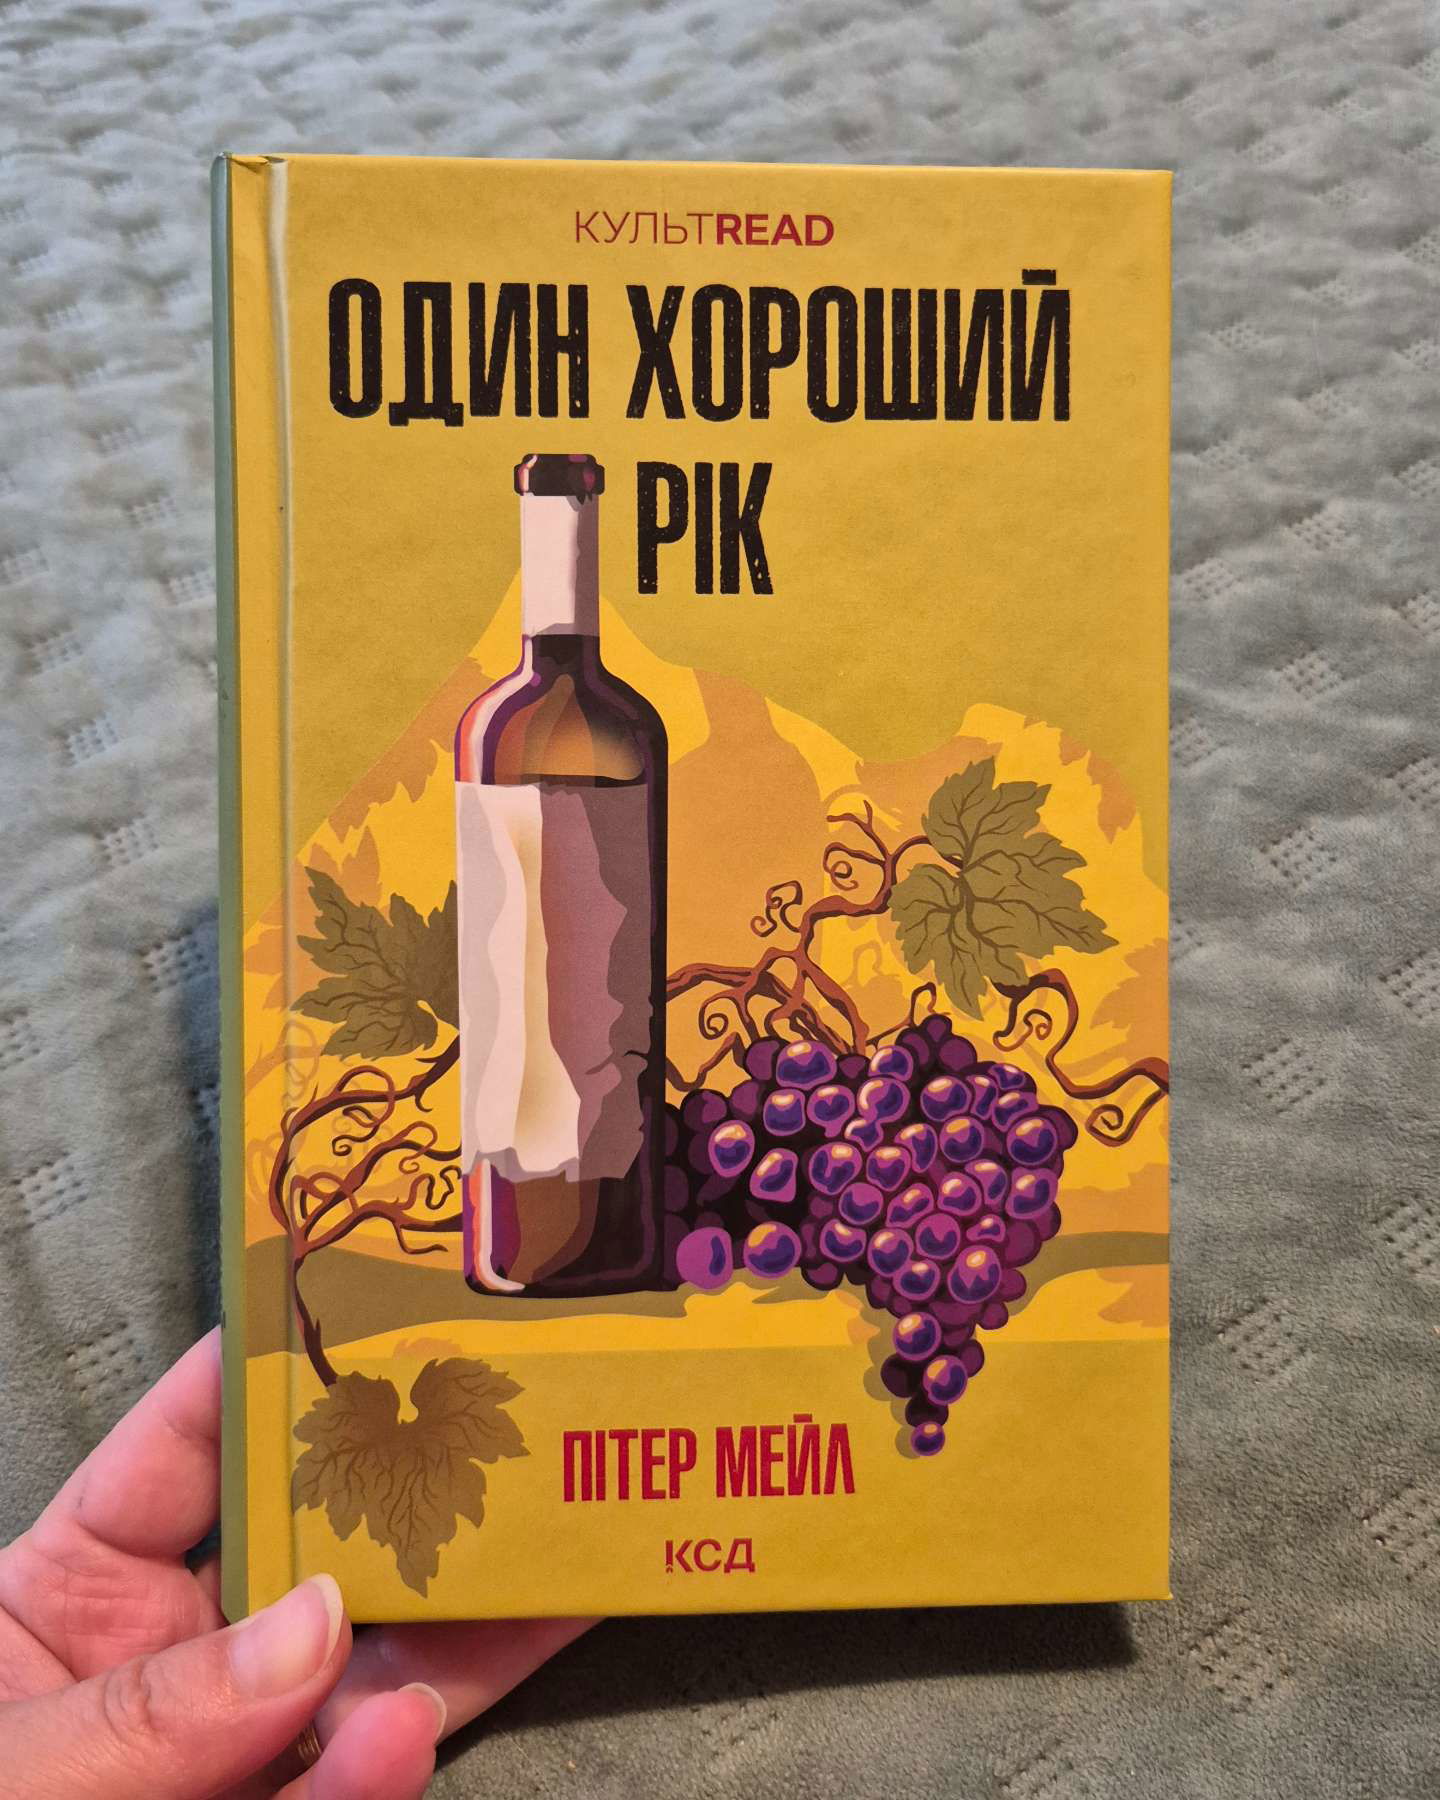 КУЛЬТREAD
ОДИН ХОРОШИЙ
РІК
ПІТЕР МЕЙЛ
КСД